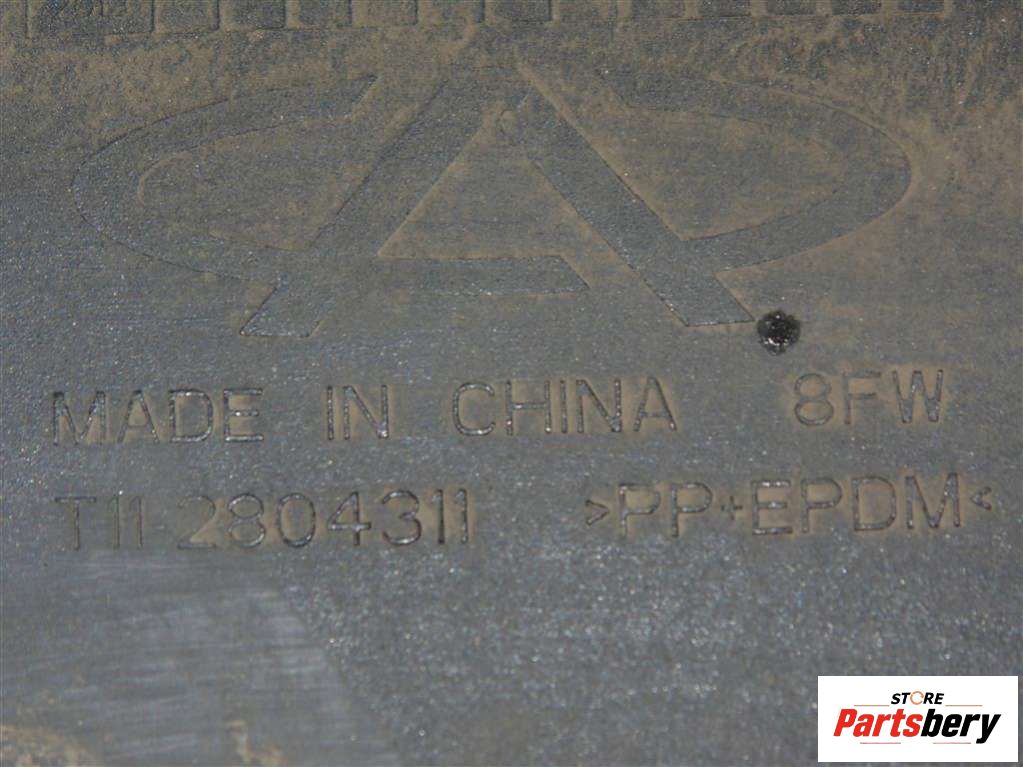 MADE IN CHINA 8FW
T11 2804311 >PP+EPDM<
STORE
Partsbery